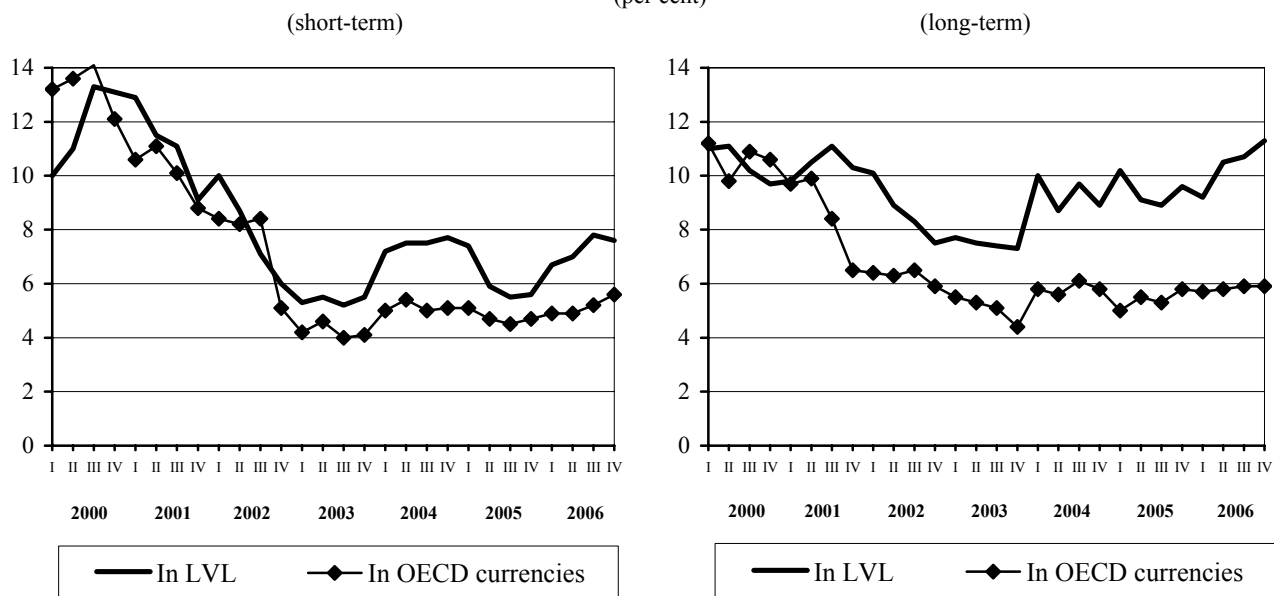 (per cent)
(short-term)
14
12
10
8
6
4
2
0
I II III IV I II III IV I II III IV I II III IV I II III IV I II III IV I II III IV
2000 2001 2002 2003 2004 2005 2006
In LVL In OECD currencies
(long-term)
14
12
10
8
6
4
2
0
I II III IV I II III IV I II III IV I II III IV I II III IV I II III IV I II III IV
2000 2001 2002 2003 2004 2005 2006
In LVL In OECD currencies